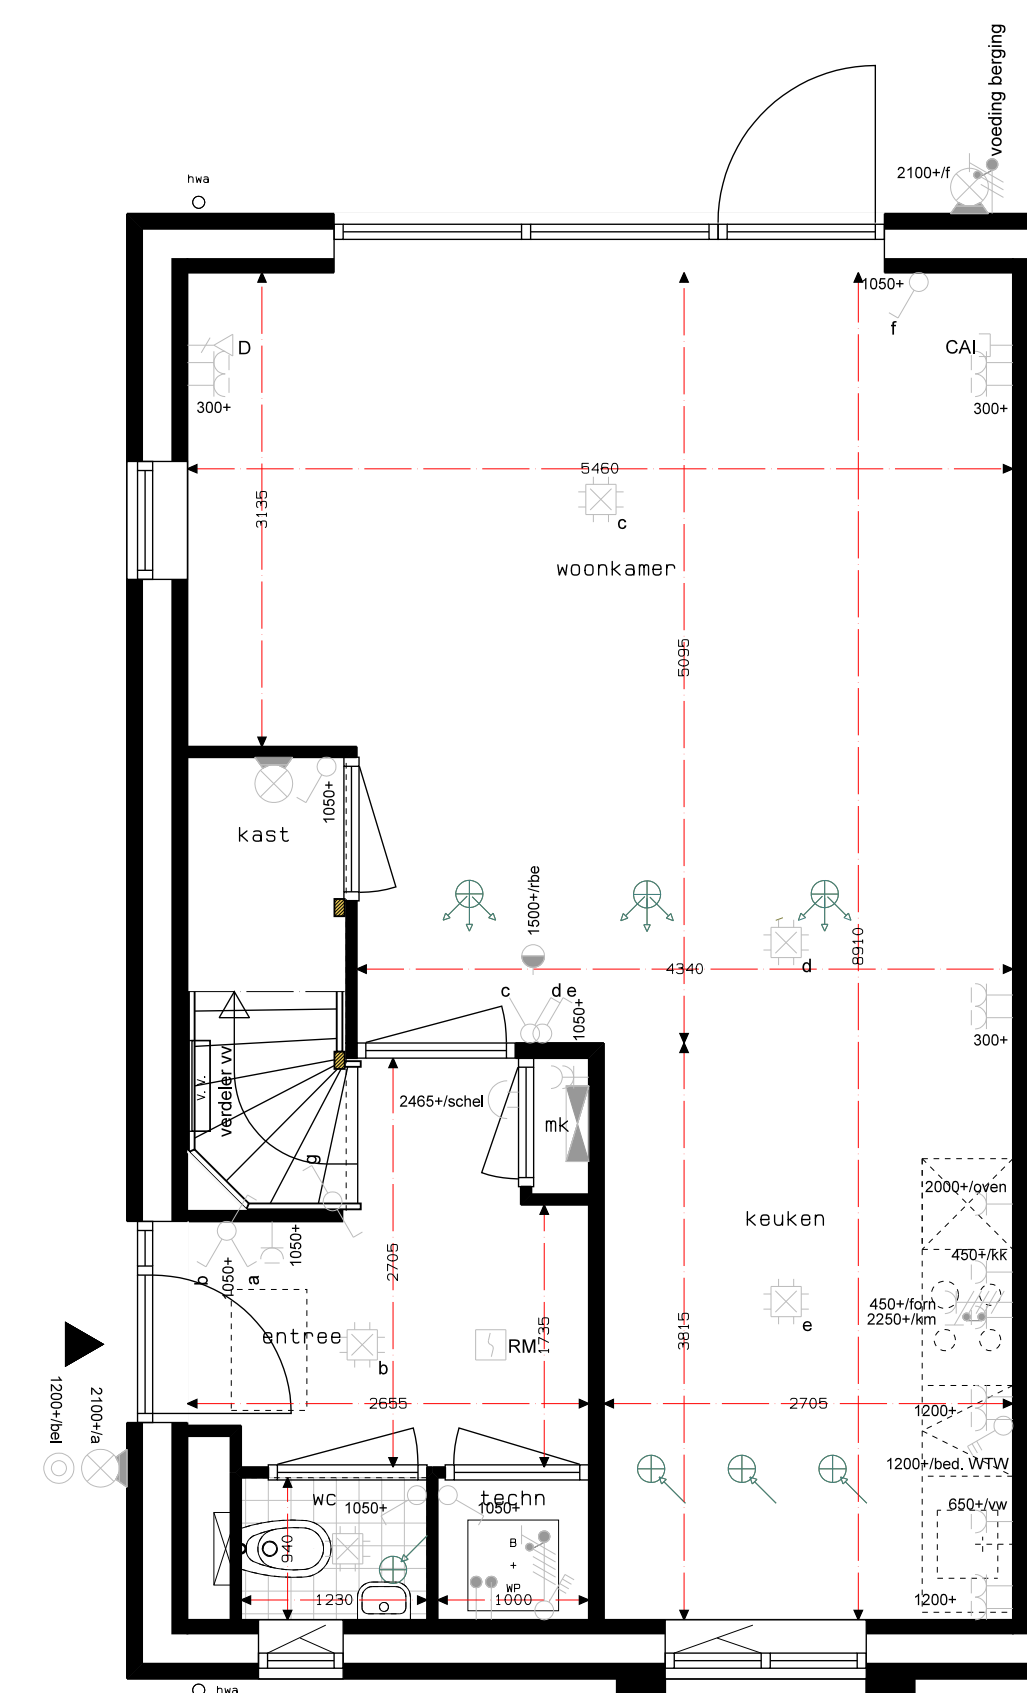 voeding berging
2100+/f
hwa
1050+
f
D
CAI
300+
300+
5460
3135
c
woonkamer
5095
1050+
kast
1500+/rbe
8910
d
4340
c
d e
1050+
300+
v.v.
verdeler vv
2465+/schel
mk
g
2000+/oven
keuken
1050+
450+/kk
b
1050+
a
2705
450+/forn
2250+/km
e
entree
1735
RM
3815
b
1200+/bel
2100+/a
2655
2705
1200+
1200+/bed. WTW
wc
1050+
techn
1050+
650+/vw
940
B
+
WP
1230
1000
1200+
hwa